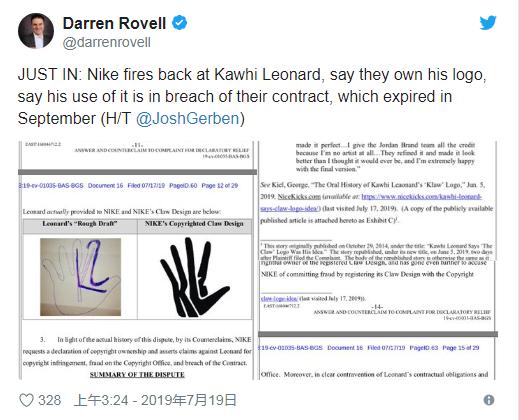 Darren Rovell
@darrenrovell
JUST IN: Nike fires back at Kawhi Leonard, say they own his logo,
say his use of it is in breach of their contract, which expired in
September (H/T @JoshGerben)
-11-
ANSWER AND COUNTERCLAIM TO COMPLAINT FOR DECLARATORY RELIEF
19-cv-01035-BAS-BGS
3:19-cv-01035-BAS-BGS Document 16 Filed 07/17/19 PageID.60 Page 12 of 29
Leonard actually provided to NIKE and NIKE's Claw Design are below:
Leonard's "Rough Draft"
NIKE's Copyrighted Claw Design
3. In light of the actual history of this dispute, by its Counterclaims, NIKE
requests a declaration of copyright ownership and asserts claims against Leonard for
copyright infringement, fraud on the Copyright Office, and breach of the Contract.
SUMMARY OF THE DISPUTE
made it perfect...I give the Jordan Brand team all the credit
because I'm no artist at all...They refined it and made it look
better than I thought it would ever be, and I'm extremely happy
with the final version."
See Kiel, George, "The Oral History of Kawhi Leaonard's 'Klaw' Logo," Jun. 5,
2019, NiceKicks.com (available at: https://www.nicekicks.com/kawhi-leonard-
says-claw-logo-idea/) (last visited July 17, 2019)). (A copy of the publically available
published article is attached hereto as Exhibit C)¹.
¹ This story originally published on October 29, 2014, under the title: "Kawhi Leonard Says 'The
Claw' Logo Was His Idea." The story republished, under its new title, on June 5, 2019, two days
after Plaintiff filed the Complaint. The body of the republished story is otherwise the same as it
rightful owner of the registered Claw Design, and has gone even further to accuse
NIKE of committing fraud by registering its Claw Design with the Copyright
claw-logo-idea/ (last visited July 17, 2019)).
-14-
ANSWER AND COUNTERCLAIM TO COMPLAINT FOR DECLARATORY RELIEF
19-cv-01035-BAS-BGS
:19-cv-01035-BAS-BGS Document 16 Filed 07/17/19 PageID.63 Page 15 of 29
Office. Moreover, in clear contravention of Leonard's contractual obligations and
328 上午3:24 - 2019年7月19日